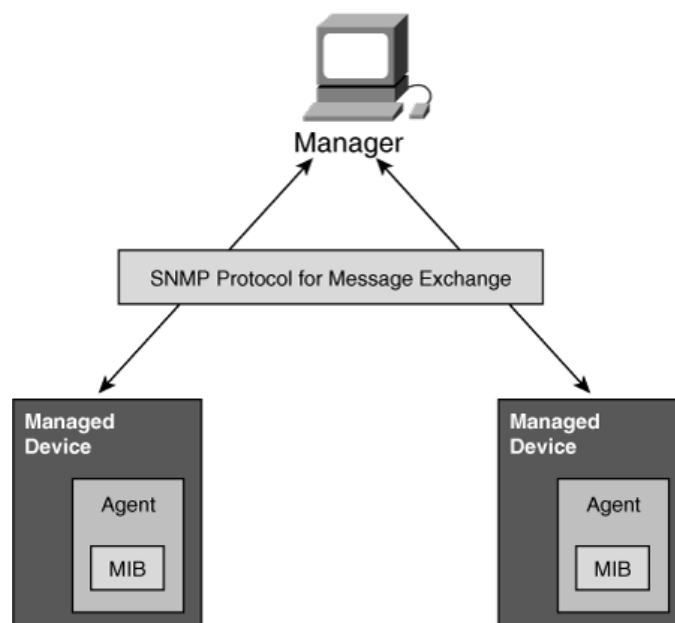 Manager
SNMP Protocol for Message Exchange
Managed
Device
Agent
MIB
Managed
Device
Agent
MIB